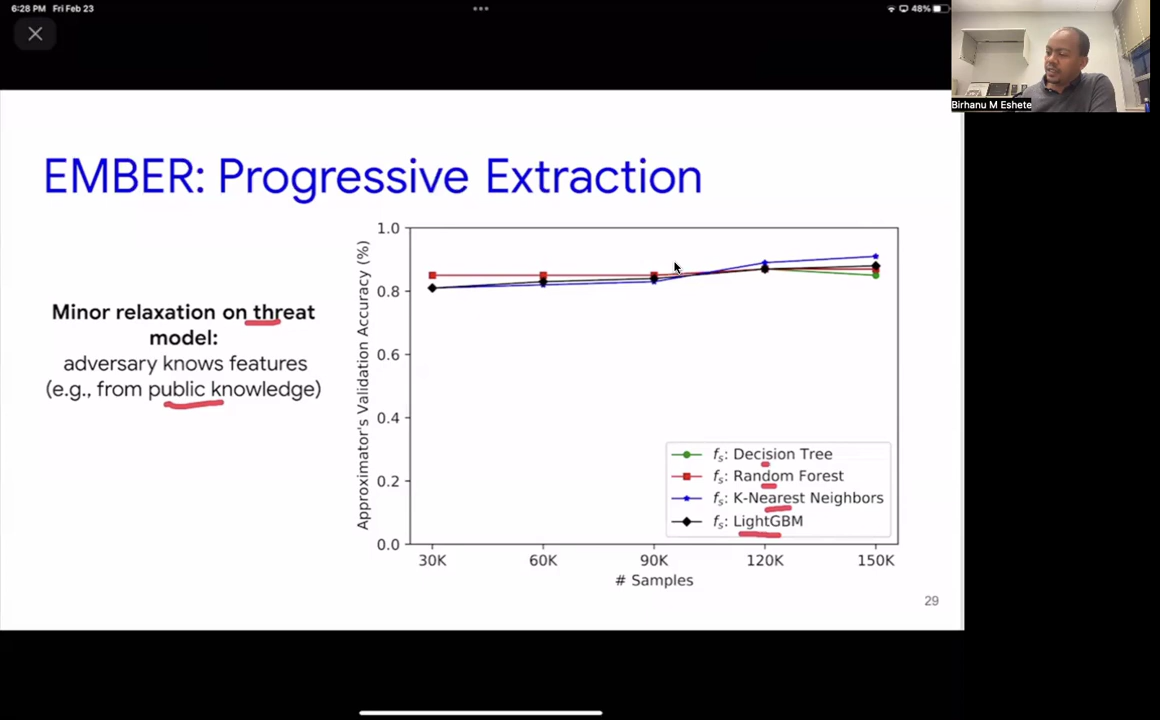 6:28 PM Fri Feb 23
48%
Birhanu M Eshete
EMBER: Progressive Extraction
Minor relaxation on threat
model:
adversary knows features
(e.g., from public knowledge)
Approximator's Validation Accuracy (%)
1.0
0.8
0.6
0.4
0.2
0.0
fs: Decision Tree
fs: Random Forest
fs: K-Nearest Neighbors
fs: LightGBM
30K 60K 90K 120K 150K
# Samples
29